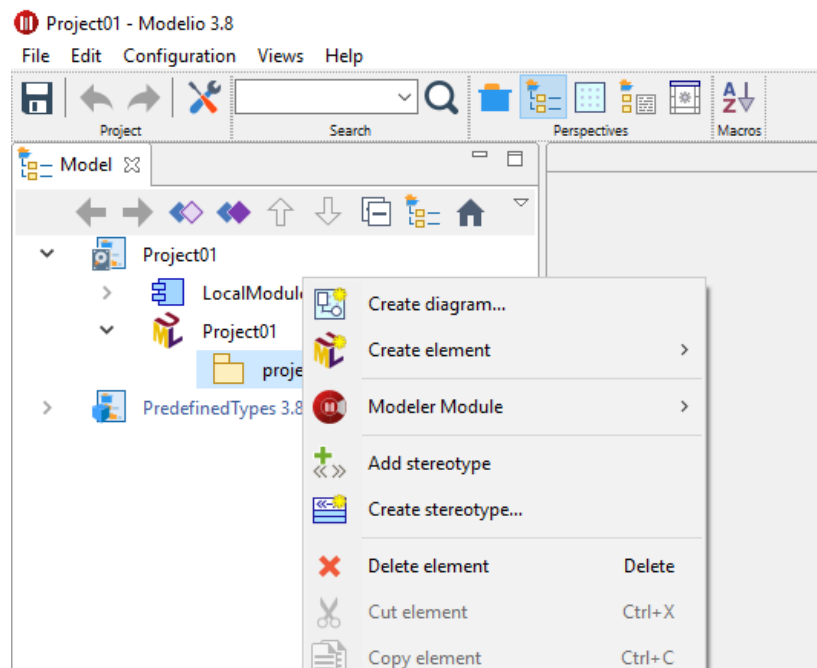 Project01 - Modelio 3.8
File Edit Configuration Views Help
Project Search Perspectives Macros
Model
Project01
LocalModule
Project01
proje
PredefinedTypes 3.8
Create diagram...
Create element
Modeler Module
Add stereotype
Create stereotype...
Delete element Delete
Cut element Ctrl+X
Copy element Ctrl+C